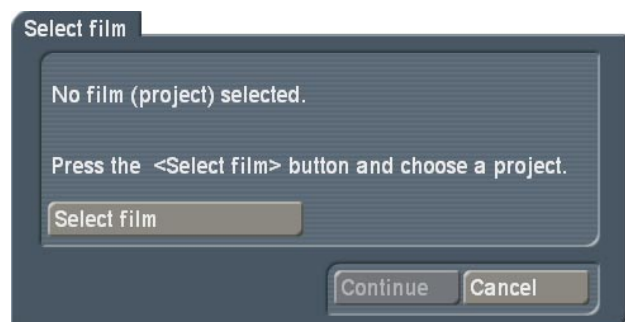 Select film
No film (project) selected.
Press the <Select film> button and choose a project.
Select film
Continue Cancel